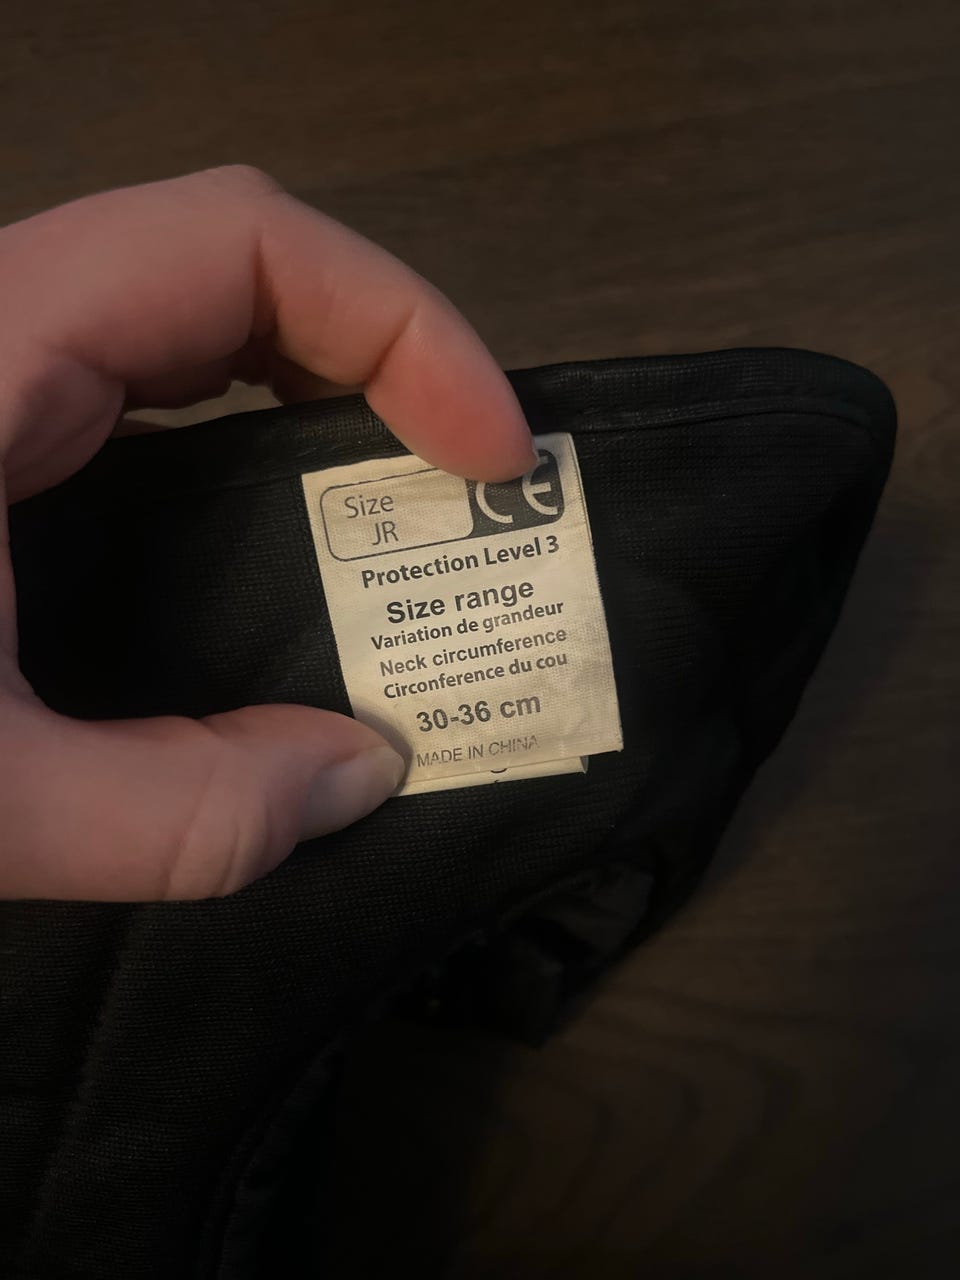 Size
JR
CE
Protection Level 3
Size range
Variation de grandeur
Neck circumference
Circonference du cou
30-36 cm
MADE IN CHINA